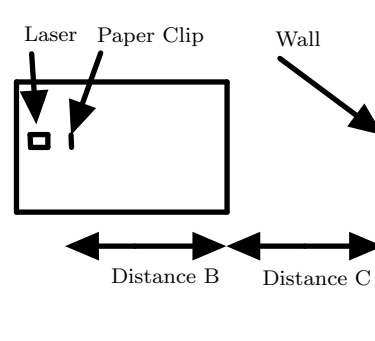 Laser
Paper Clip
Wall
Distance B
Distance C